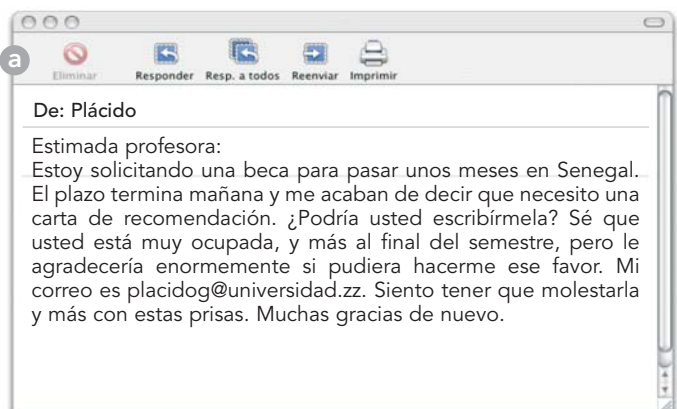 a
Eliminar Responder Resp. a todos Reenviar Imprimir
De: Plácido
Estimada profesora:
Estoy solicitando una beca para pasar unos meses en Senegal.
El plazo termina mañana y me acaban de decir que necesito una
carta de recomendación. ¿Podría usted escribírmela? Sé que
usted está muy ocupada, y más al final del semestre, pero le
agradecería enormemente si pudiera hacerme ese favor. Mi
correo es placidog@universidad.zz. Siento tener que molestarla
y más con estas prisas. Muchas gracias de nuevo.